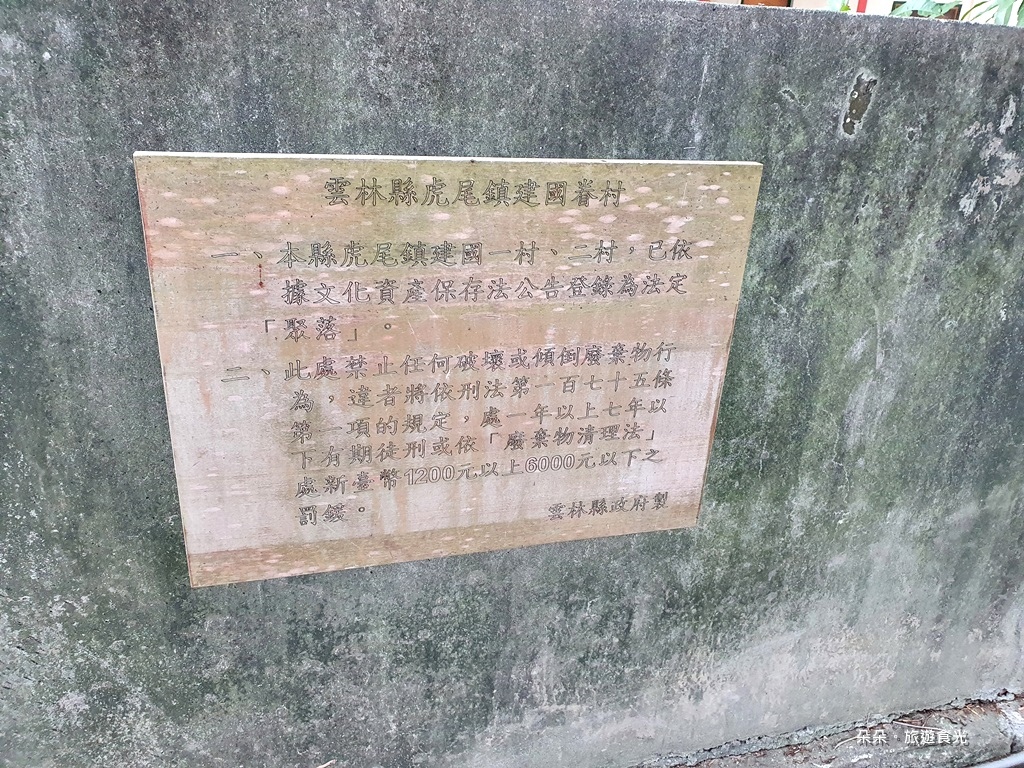 雲林縣虎尾鎮建國眷村
一、本縣虎尾鎮建國一村、二村，已依
據文化資產保存法公告登錄為法定
「聚落」。
二、此處禁止任何破壞或傾倒廢棄物行
為，違者將依刑法第一百七十五條
第一項的規定，處一年以上七年以
下有期徒刑或依「廢棄物清理法」
處新臺幣1200元以上6000元以下之
罰鍰。
雲林縣政府製
朵朵。旅遊食光